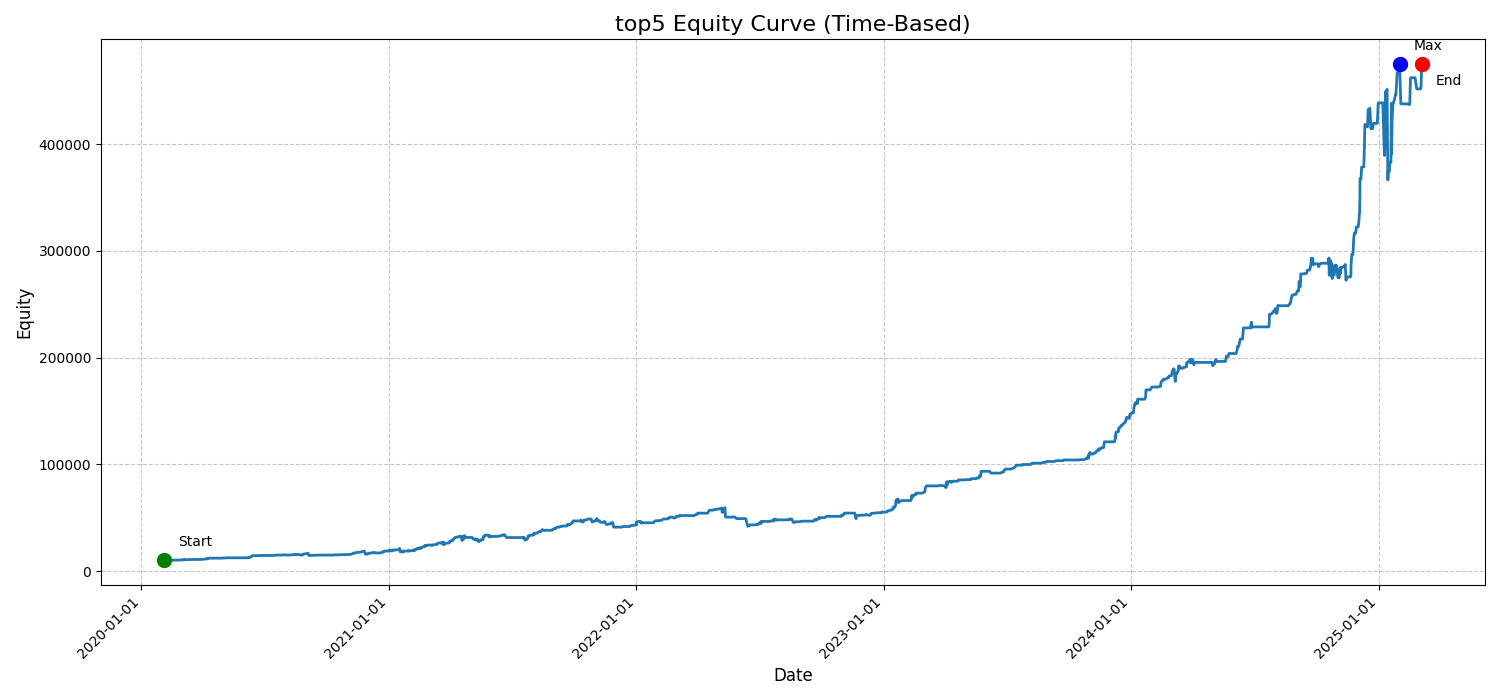 top5 Equity Curve (Time-Based)
Max
End
Start
Equity
400000
300000
200000
100000
0
2020-01-01
2021-01-01
2022-01-01
2023-01-01
2024-01-01
2025-01-01
Date